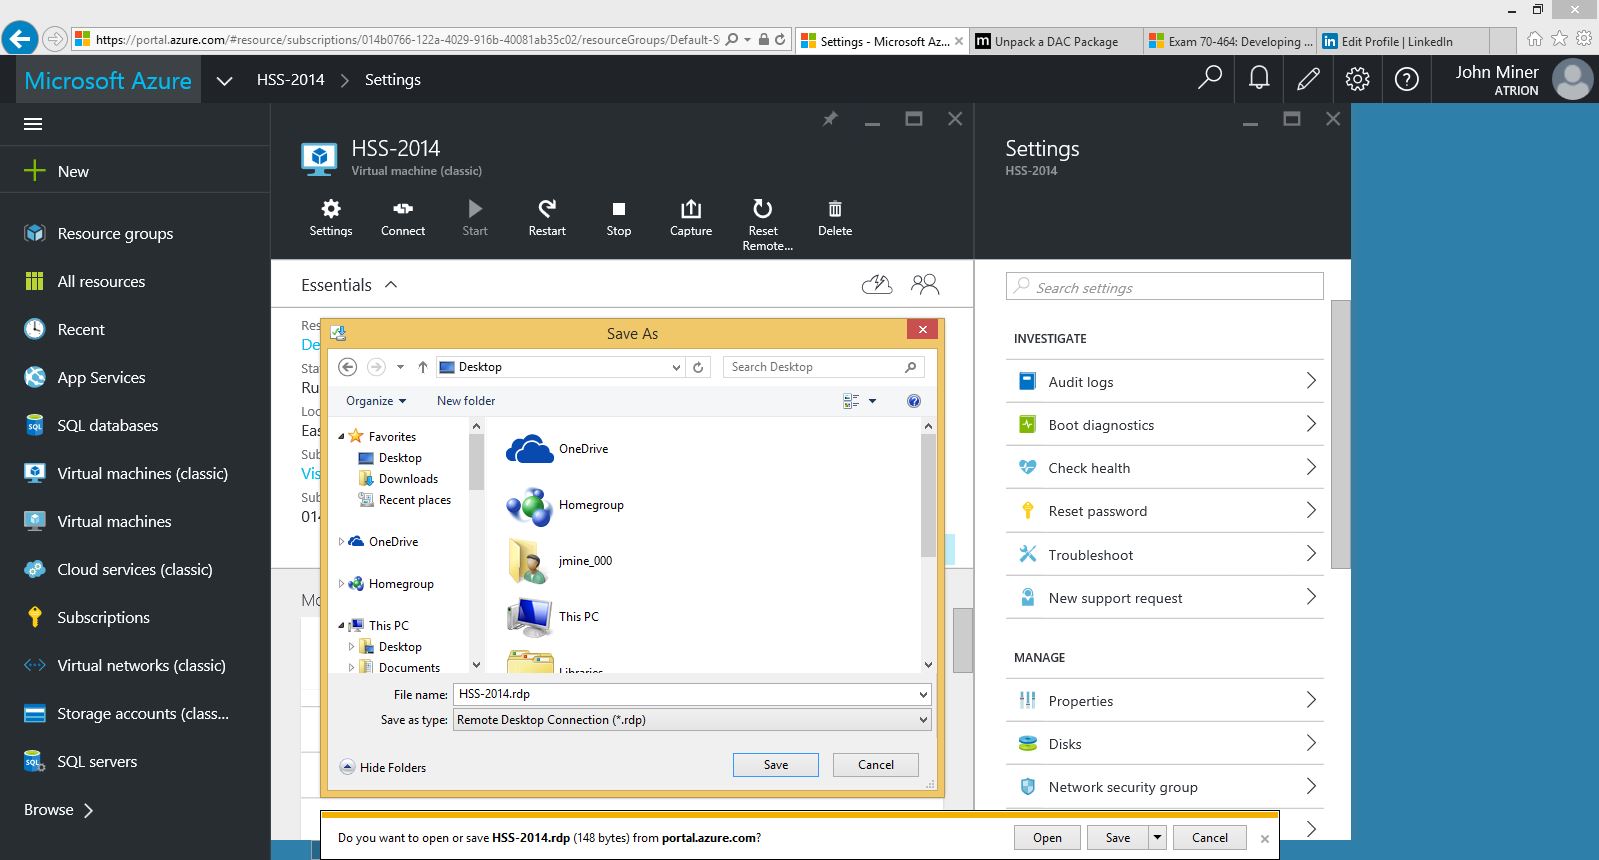 https://portal.azure.com/#resource/subscriptions/014b0766-122a-4029-916b-40081ab35c02/resourceGroups/Default-S
Settings - Microsoft Az...
Unpack a DAC Package
Exam 70-464: Developing ...
Edit Profile | LinkedIn
Microsoft Azure
HSS-2014
Settings
John Miner
ATRION
New
Resource groups
All resources
Recent
App Services
SQL databases
Virtual machines (classic)
Virtual machines
Cloud services (classic)
Subscriptions
Virtual networks (classic)
Storage accounts (class...
SQL servers
Browse
HSS-2014
Virtual machine (classic)
Settings
Connect
Start
Restart
Stop
Capture
Reset
Remote...
Delete
Essentials
Res
De
Sta
Ru
Loc
Eas
Sub
Vis
Sub
014
Mo
Save As
Desktop
Search Desktop
Organize
New folder
Favorites
Desktop
Downloads
Recent places
OneDrive
Homegroup
This PC
Desktop
Documents
OneDrive
Homegroup
jmine_000
This PC
Libraries
File name:
HSS-2014.rdp
Save as type:
Remote Desktop Connection (*.rdp)
Hide Folders
Save
Cancel
Settings
HSS-2014
Search settings
INVESTIGATE
Audit logs
Boot diagnostics
Check health
Reset password
Troubleshoot
New support request
MANAGE
Properties
Disks
Network security group
Do you want to open or save HSS-2014.rdp (148 bytes) from portal.azure.com?
Open
Save
Cancel